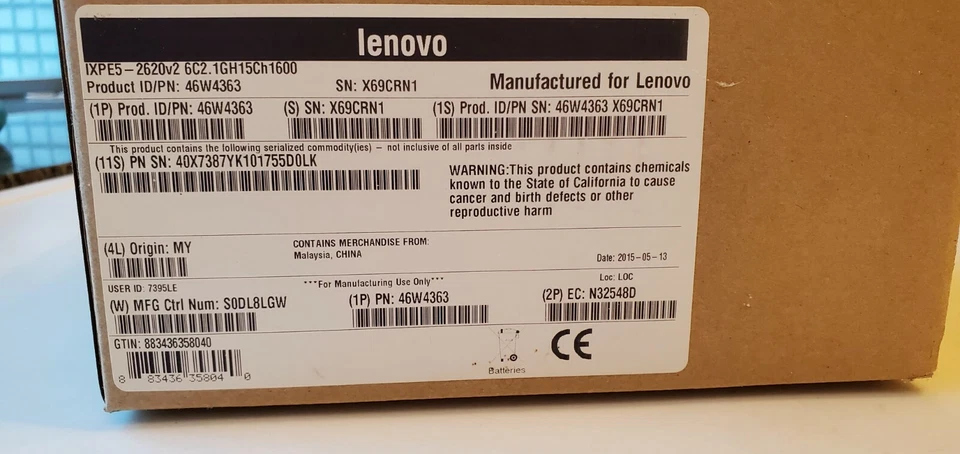 lenovo
IXPE5-2620v2 6C2.1GH15Ch1600
Product ID/PN: 46W4363 SN: X69CRN1 Manufactured for Lenovo
(1P) Prod. ID/PN: 46W4363 (S) SN: X69CRN1 (1S) Prod. ID/PN SN: 46W4363 X69CRN1
This product contains the following serialized commodity(ies) - not inclusive of all parts inside
(11S) PN SN: 40X7387YK101755D0LK
WARNING:This product contains chemicals
known to the State of California to cause
cancer and birth defects or other
reproductive harm
(4L) Origin: MY
CONTAINS MERCHANDISE FROM:
Malaysia, CHINA
Date: 2015-05-13
USER ID: 7395LE
***For Manufacturing Use Only***
Loc: LOC
(W) MFG Ctrl Num: S0DL8LGW (1P) PN: 46W4363 (2P) EC: N32548D
GTIN: 883436358040
8 83436 35804 0
Batteries
CE